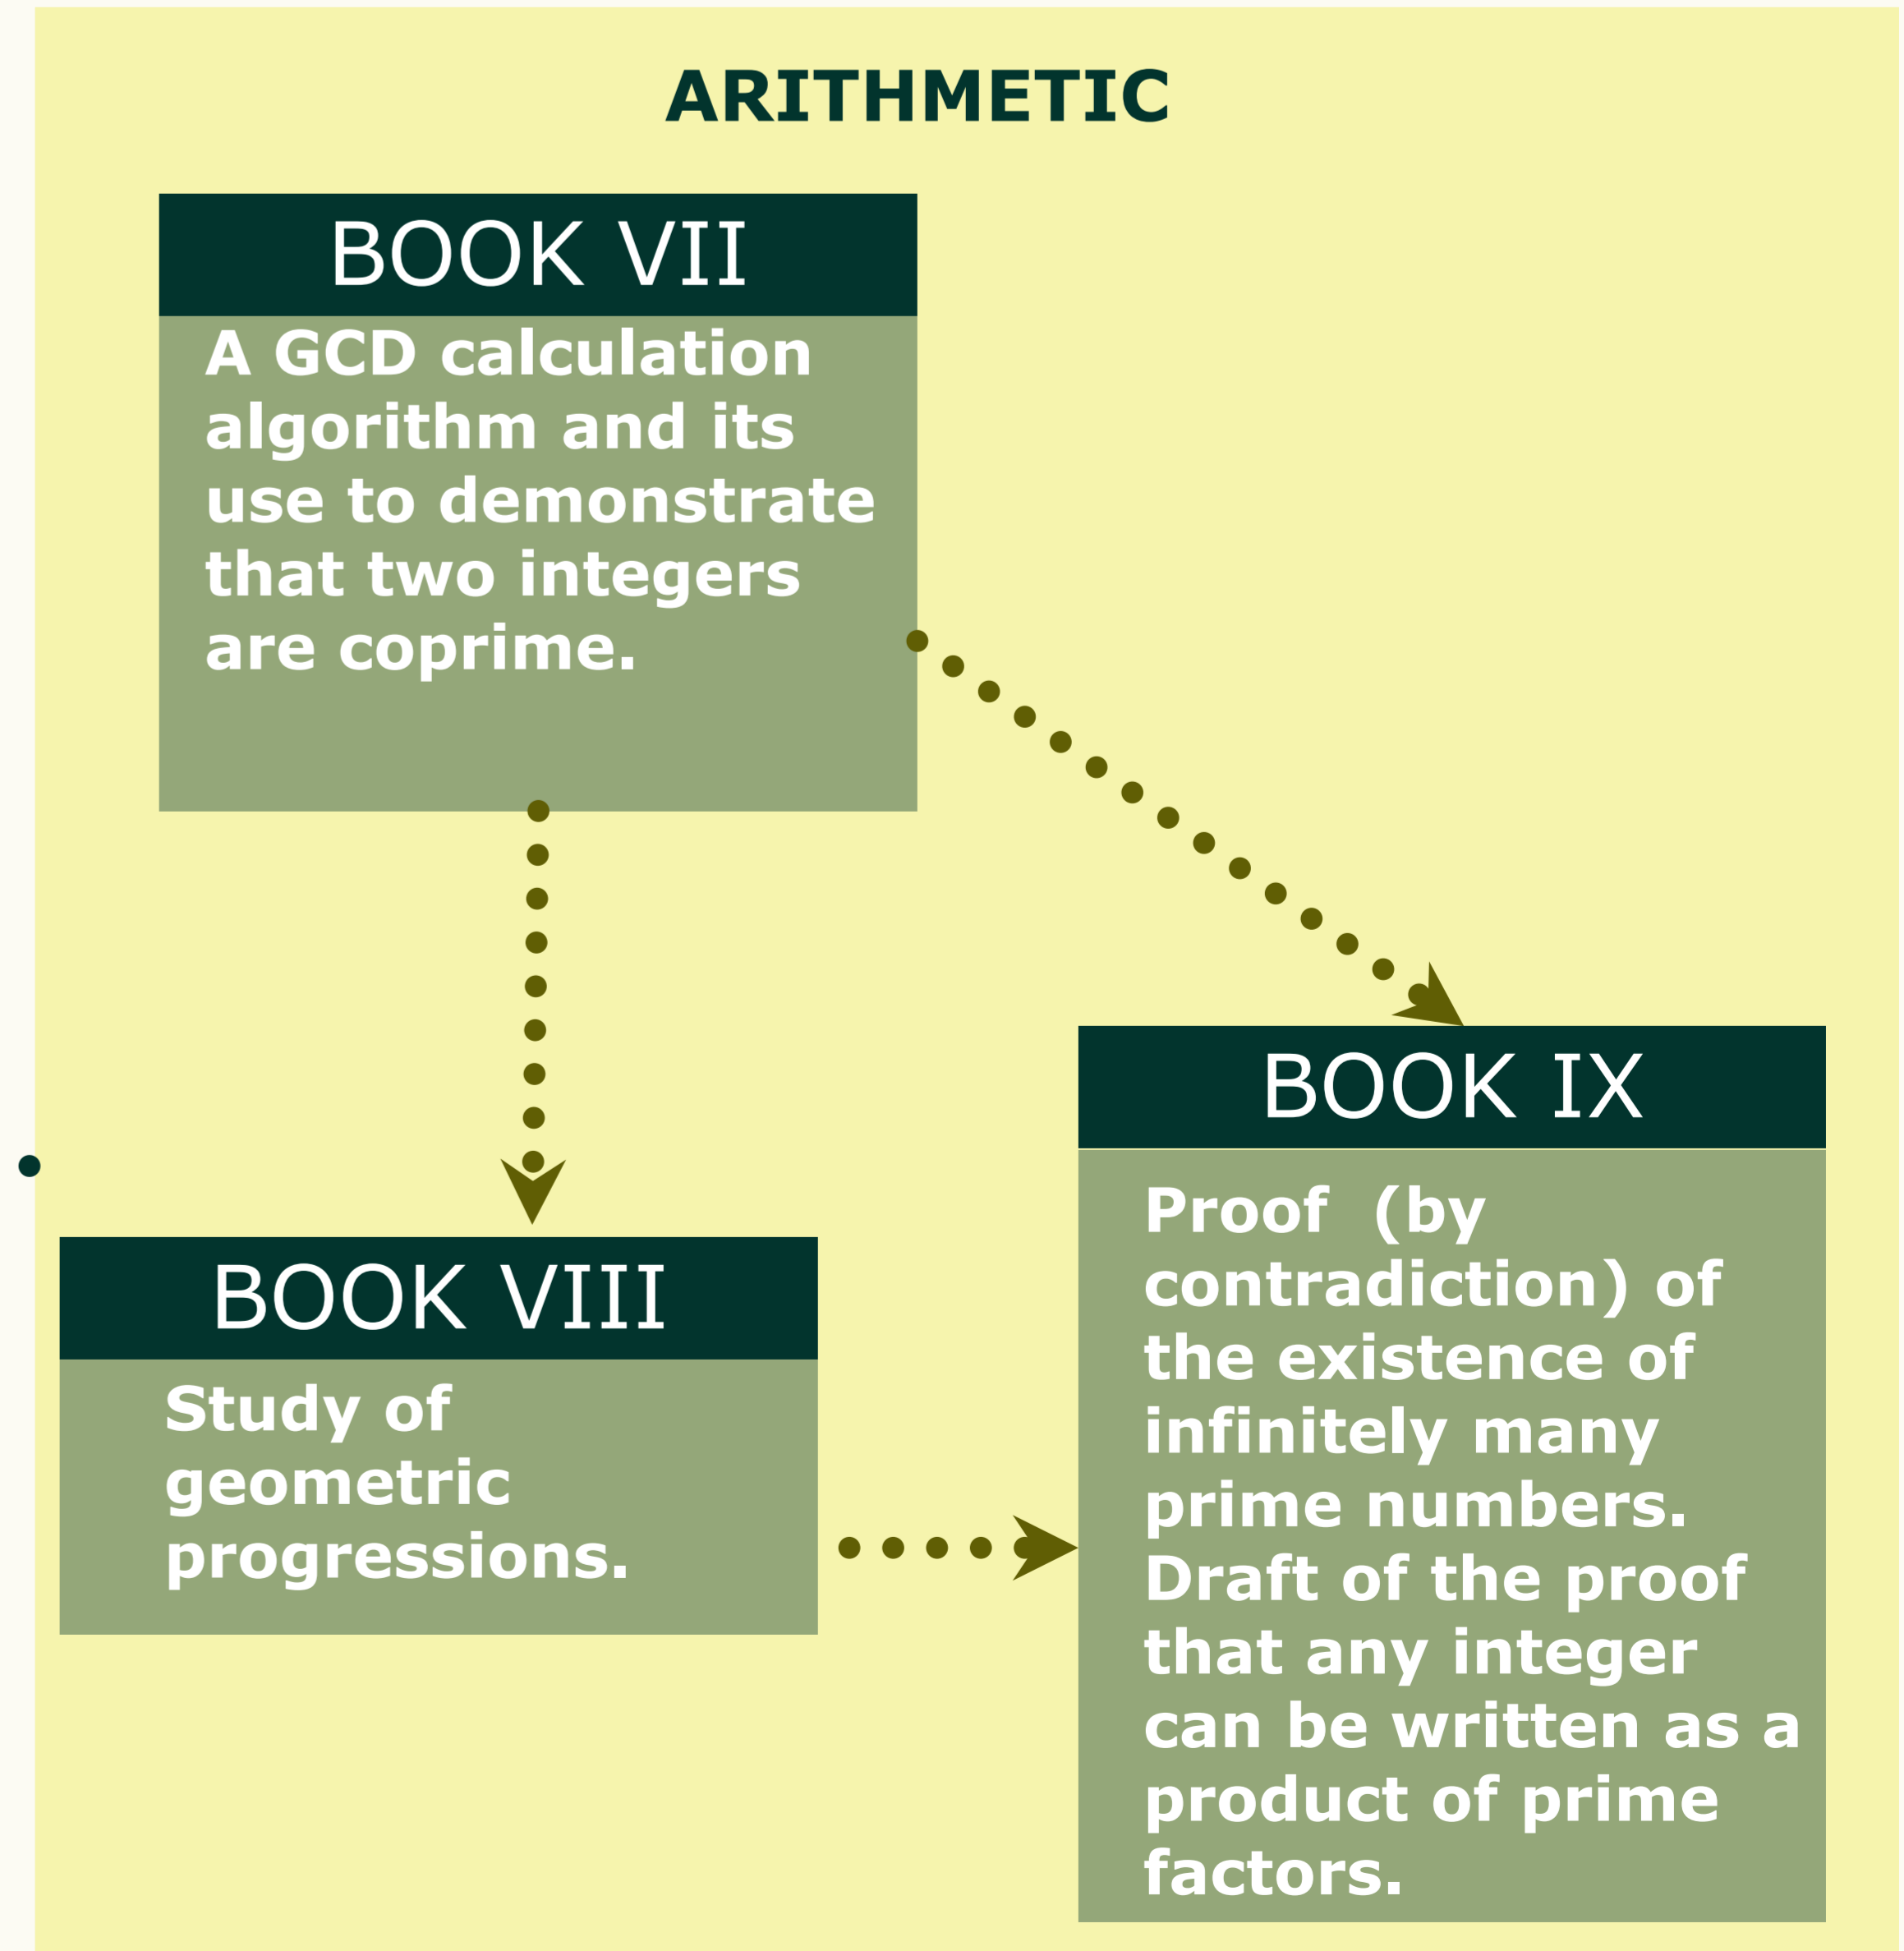 ARITHMETIC
BOOK VII
A GCD calculation
algorithm and its
use to demonstrate
that two integers
are coprime.
BOOK VIII
Study of
geometric
progressions.
BOOK IX
Proof (by
contradiction) of
the existence of
infinitely many
prime numbers.
Draft of the proof
that any integer
can be written as a
product of prime
factors.